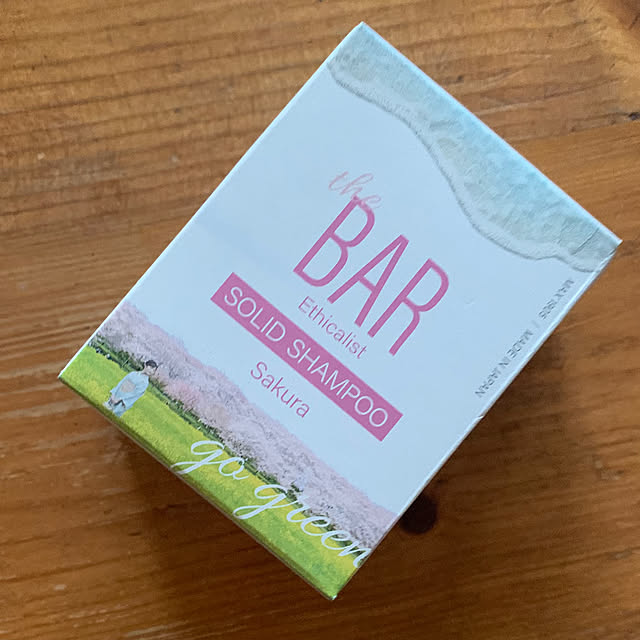 the
BAR
Ethicalist
SOLID SHAMPOO
Sakura
go green
MADE IN JAPAN